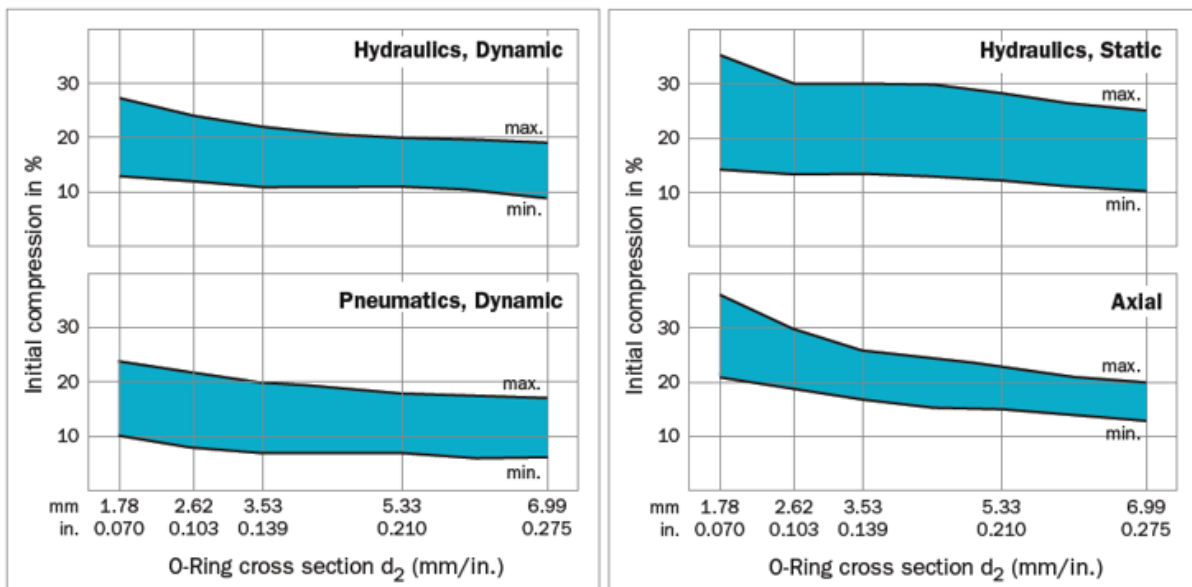 Hydraulics, Dynamic
30
20
10
max.
min.
Initial compression in %
Pneumatics, Dynamic
30
20
10
max.
min.
mm 1.78 2.62 3.53 5.33 6.99
in. 0.070 0.103 0.139 0.210 0.275
O-Ring cross section d2 (mm/in.)
Hydraulics, Static
30
20
10
max.
min.
Initial compression in %
Axial
30
20
10
max.
min.
mm 1.78 2.62 3.53 5.33 6.99
in. 0.070 0.103 0.139 0.210 0.275
O-Ring cross section d2 (mm/in.)